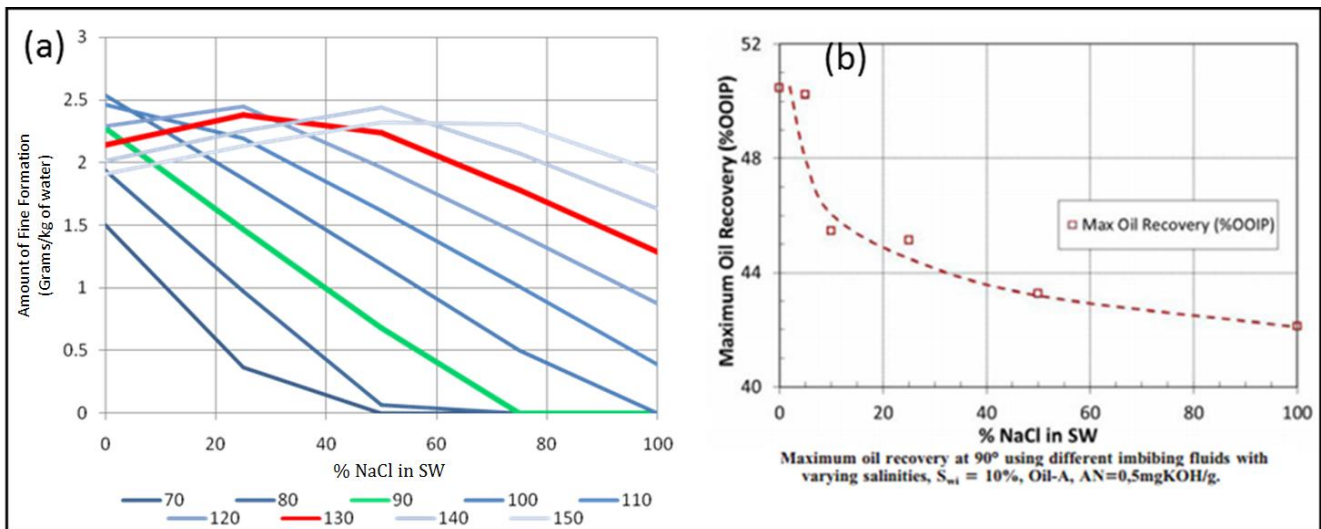 (a)
3
2.5
2
1.5
1
0.5
0
Amount of Fine Formation
(Grams/kg of water)
0 20 40 60 80 100
% NaCl in SW
70 80 90 100 110
120 130 140 150
(b)
52
48
44
40
Maximum Oil Recovery (%OOIP)
Max Oil Recovery (%OOIP)
0 20 40 60 80 100
% NaCl in SW
Maximum oil recovery at 90° using different imbibing fluids with
varying salinities, Swi = 10%, Oil-A, AN=0,5mgKOH/g.